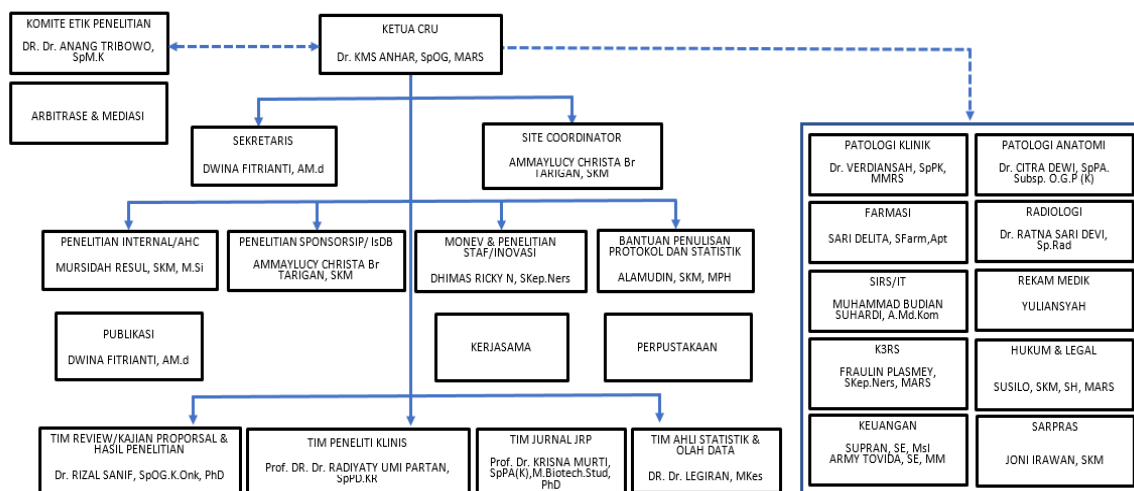 KOMITE ETIK PENELITIAN
DR. Dr. ANANG TRIBOWO,
SpM.K
KETUA CRU
Dr. KMS ANHAR, SpOG, MARS
ARBITRASE & MEDIASI
SEKRETARIS
DWINA FITRIANTI, AM.d
SITE COORDINATOR
AMMAYLUCY CHRISTA Br
TARIGAN, SKM
PENELITIAN INTERNAL/AHC
MURSIDAH RESUL, SKM, M.Si
PENELITIAN SPONSORSIP/ IsDB
AMMAYLUCY CHRISTA Br
TARIGAN, SKM
MONEV & PENELITIAN
STAF/INOVASI
DHIMAS RICKY N, SKep.Ners
BANTUAN PENULISAN
PROTOKOL DAN STATISTIK
ALAMUDIN, SKM, MPH
PUBLIKASI
DWINA FITRIANTI, AM.d
KERJASAMA
PERPUSTAKAAN
TIM REVIEW/KAJIAN PROPORSAL &
HASIL PENELITIAN
Dr. RIZAL SANIF, SpOG.K.Onk, PhD
TIM PENELITI KLINIS
Prof. DR. Dr. RADIYATY UMI PARTAN,
SpPD.KR
TIM JURNAL JRP
Prof. Dr. KRISNA MURTI,
SpPA(K),M.Biotech.Stud,
PhD
TIM AHLI STATISTIK &
OLAH DATA
DR. Dr. LEGIRAN, MKes
PATOLOGI KLINIK
Dr. VERDIANSAH, SpPK,
MMRS
PATOLOGI ANATOMI
Dr. CITRA DEWI, SpPA.
Subsp. O.G.P (K)
FARMASI
SARI DELITA, SFarm,Apt
RADIOLOGI
Dr. RATNA SARI DEVI,
Sp.Rad
SIRS/IT
MUHAMMAD BUDIAN
SUHARDI, A.Md.Kom
REKAM MEDIK
YULIANSYAH
K3RS
FRAULIN PLASMEY,
SKep.Ners, MARS
HUKUM & LEGAL
SUSILO, SKM, SH, MARS
KEUANGAN
SUPRAN, SE, MsI
ARMY TOVIDA, SE, MM
SARPRAS
JONI IRAWAN, SKM